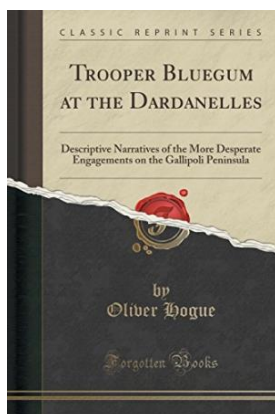 CLASSIC REPRINT SERIES
TROOPER BLUEGUM
AT THE DARDANELLES
Descriptive Narratives of the More Desperate
Engagements on the Gallipoli Peninsula
by
Oliver Hogue
Forgotten Books